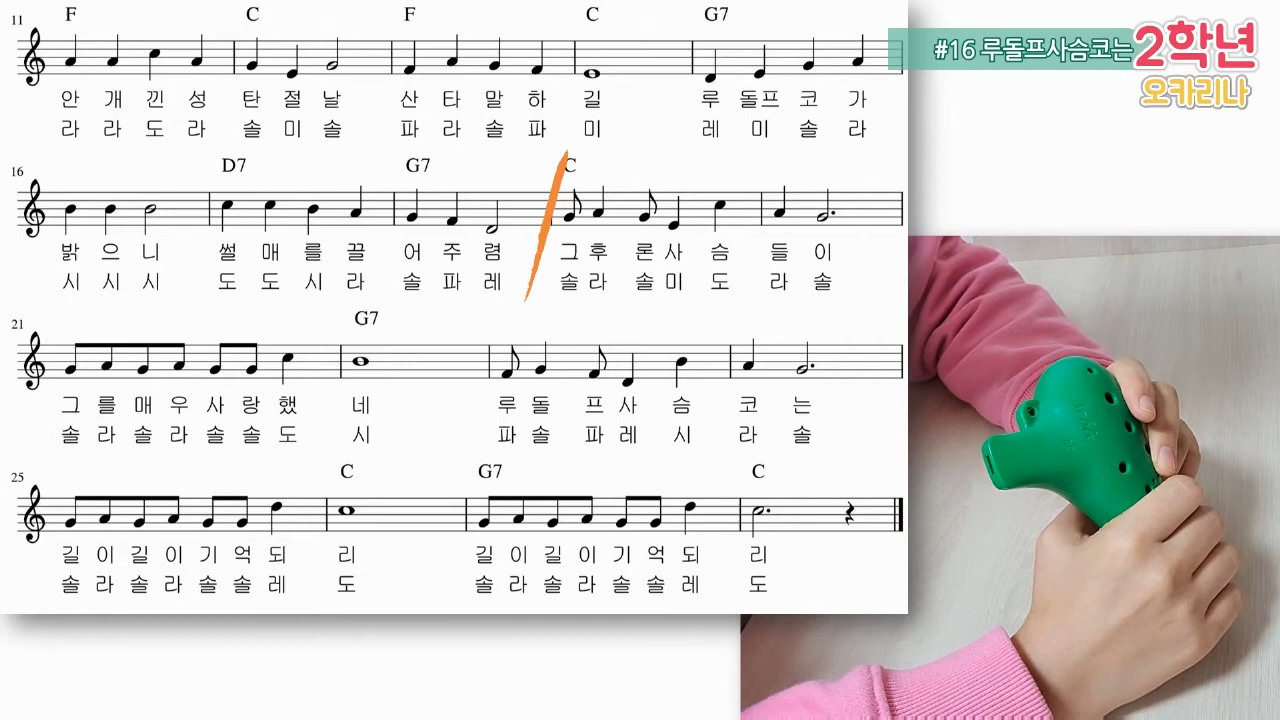 #16 루돌프사슴코는
2학년
오카리나
11 F C F C G7
안 개 낀 성 탄 절 날 산 타 말 하 길 루 돌프 코 가
라 라 도 라 솔 미 솔 파 라 솔 파 미 레 미 솔 라
16 D7 G7 C
밝 으 니 썰 매 를 끌 어 주 렴 그 후 론 사 슴 들 이
시 시 시 도 도 시 라 솔 파 레 솔 라 솔 미 도 라 솔
21 G7
그 를 매 우 사 랑 했 네 루 돌 프 사 슴 코 는
솔 라 솔 라 솔 솔 도 시 파 솔 파 레 시 라 솔
25 C G7 C
길 이 길 이 기 억 되 리 길 이 길 이 기 억 되 리
솔 라 솔 라 솔 솔 레 도 솔 라 솔 라 솔 솔 레 도